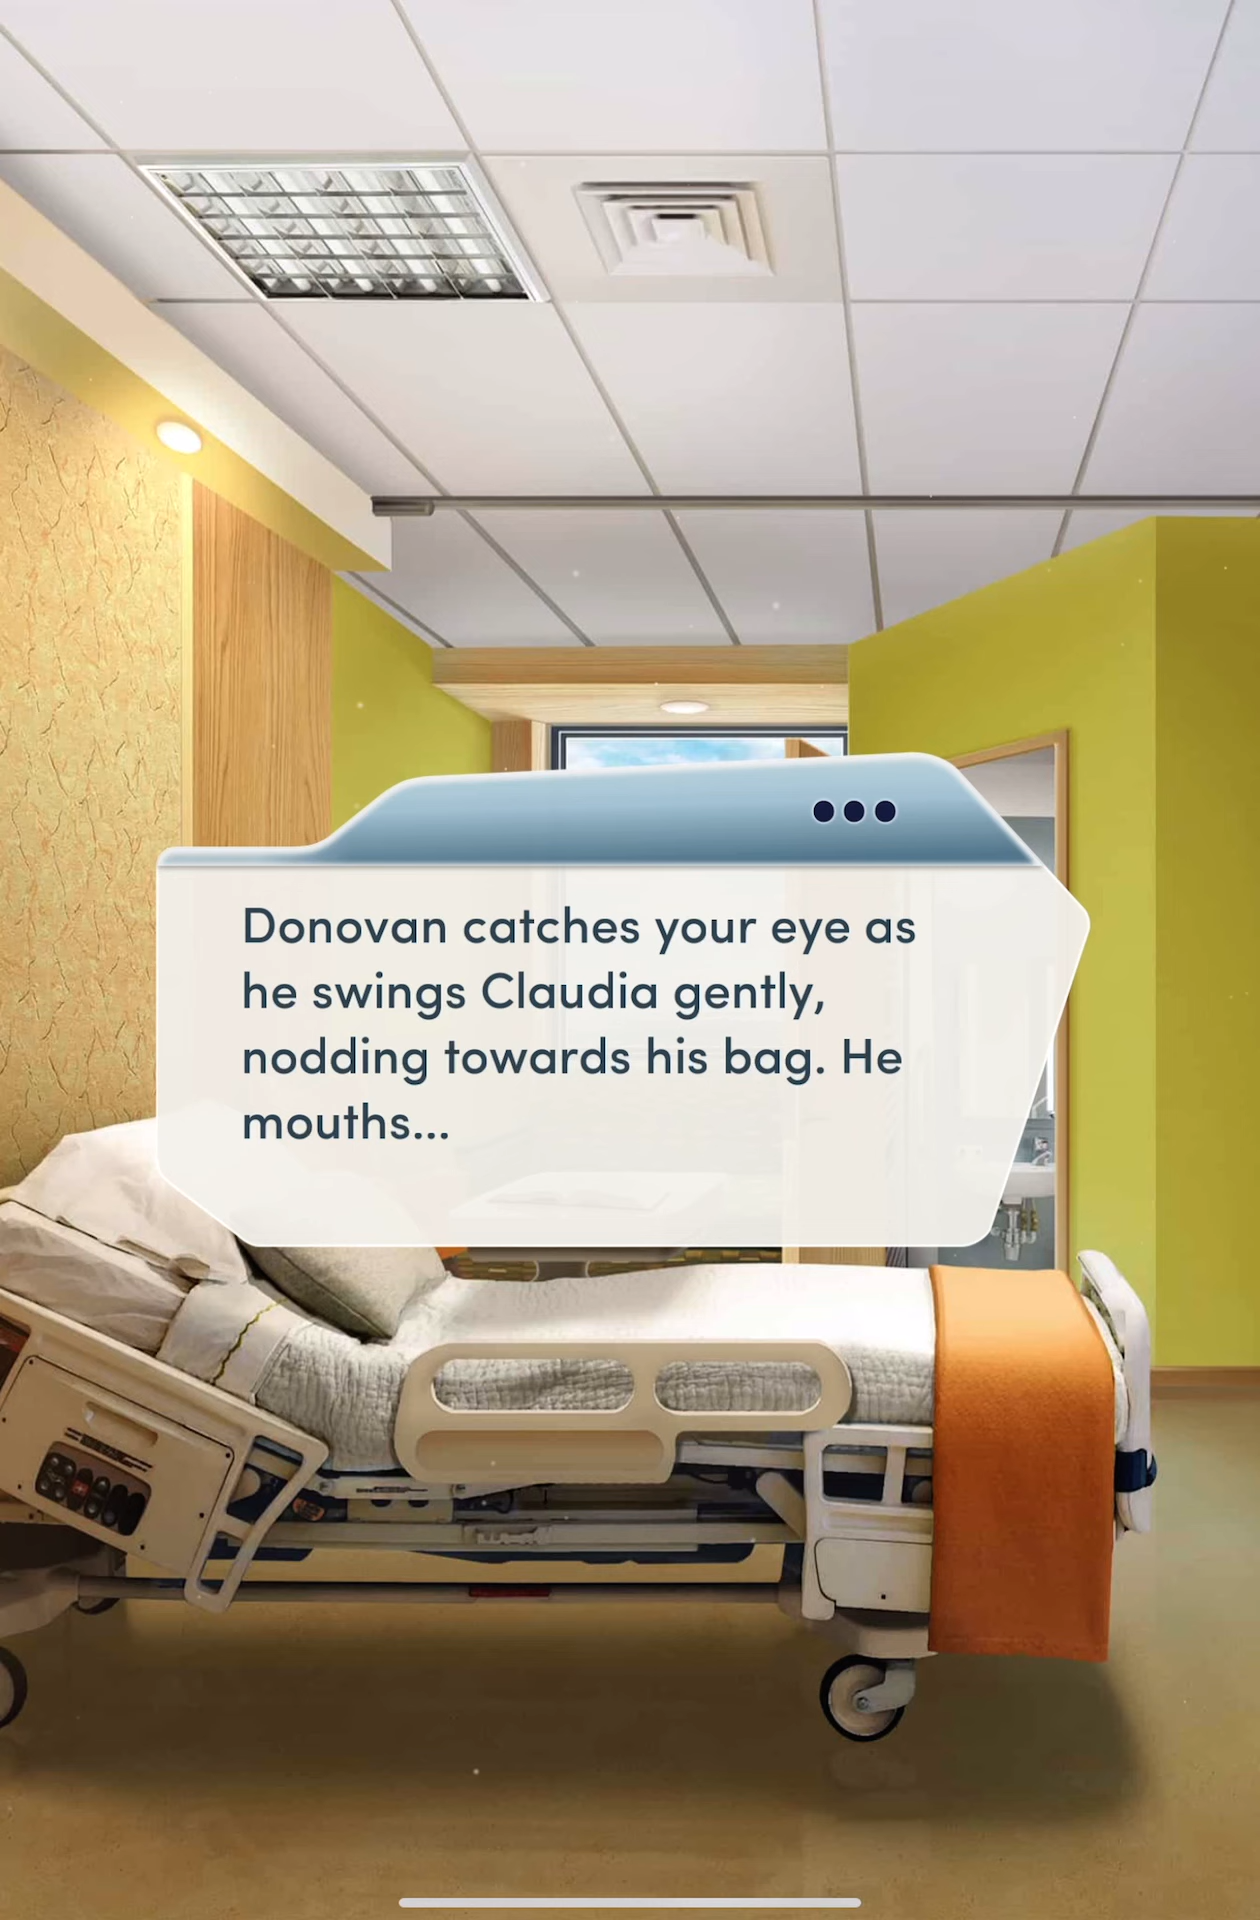 Donovan catches your eye as
he swings Claudia gently,
nodding towards his bag. He
mouths...